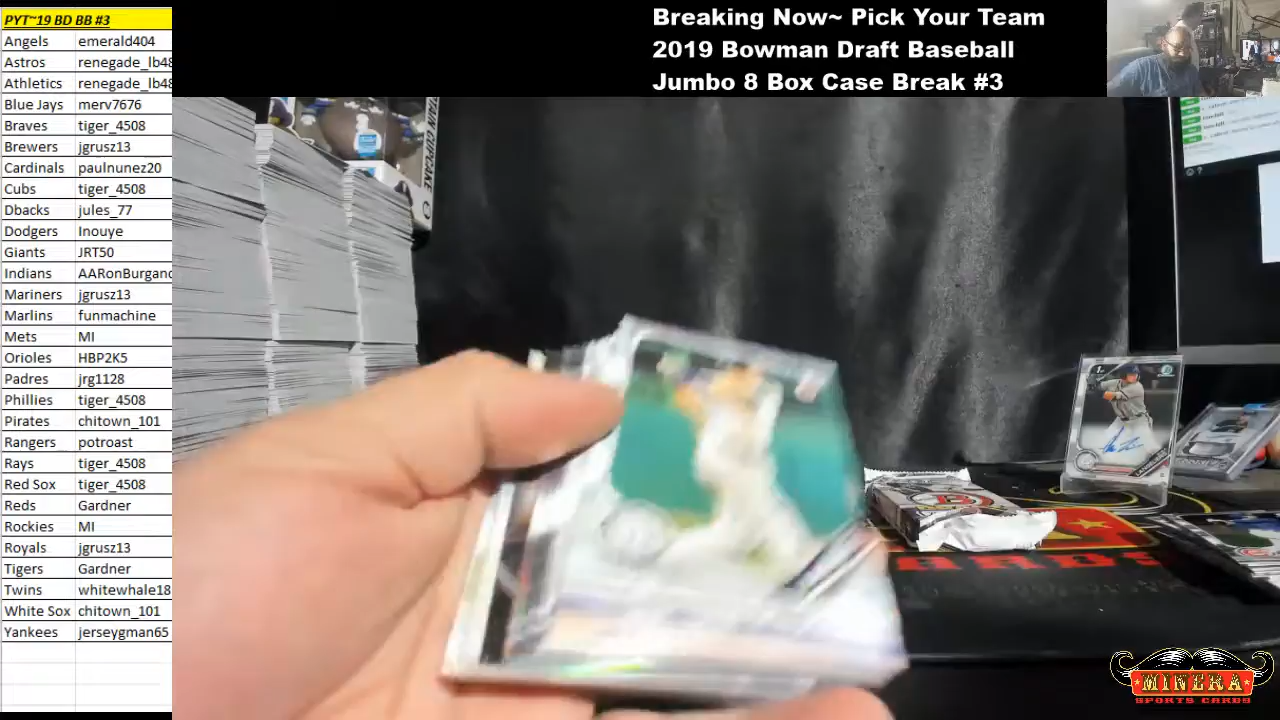 PYT~19 BD BB #3
Angels emerald404
Astros renegade_lb48
Athletics renegade_lb48
Blue Jays merv7676
Braves tiger_4508
Brewers jgrusz13
Cardinals paulnunez20
Cubs tiger_4508
Dbacks jules_77
Dodgers Inouye
Giants JRT50
Indians AARonBurgand
Mariners jgrusz13
Marlins funmachine
Mets MI
Orioles HBP2K5
Padres jrg1128
Phillies tiger_4508
Pirates chitown_101
Rangers potroast
Rays tiger_4508
Red Sox tiger_4508
Reds Gardner
Rockies MI
Royals jgrusz13
Tigers Gardner
Twins whitewhale18
White Sox chitown_101
Yankees jerseygman65
Breaking Now~ Pick Your Team
2019 Bowman Draft Baseball
Jumbo 8 Box Case Break #3
MINERA
SPORTS CARDS